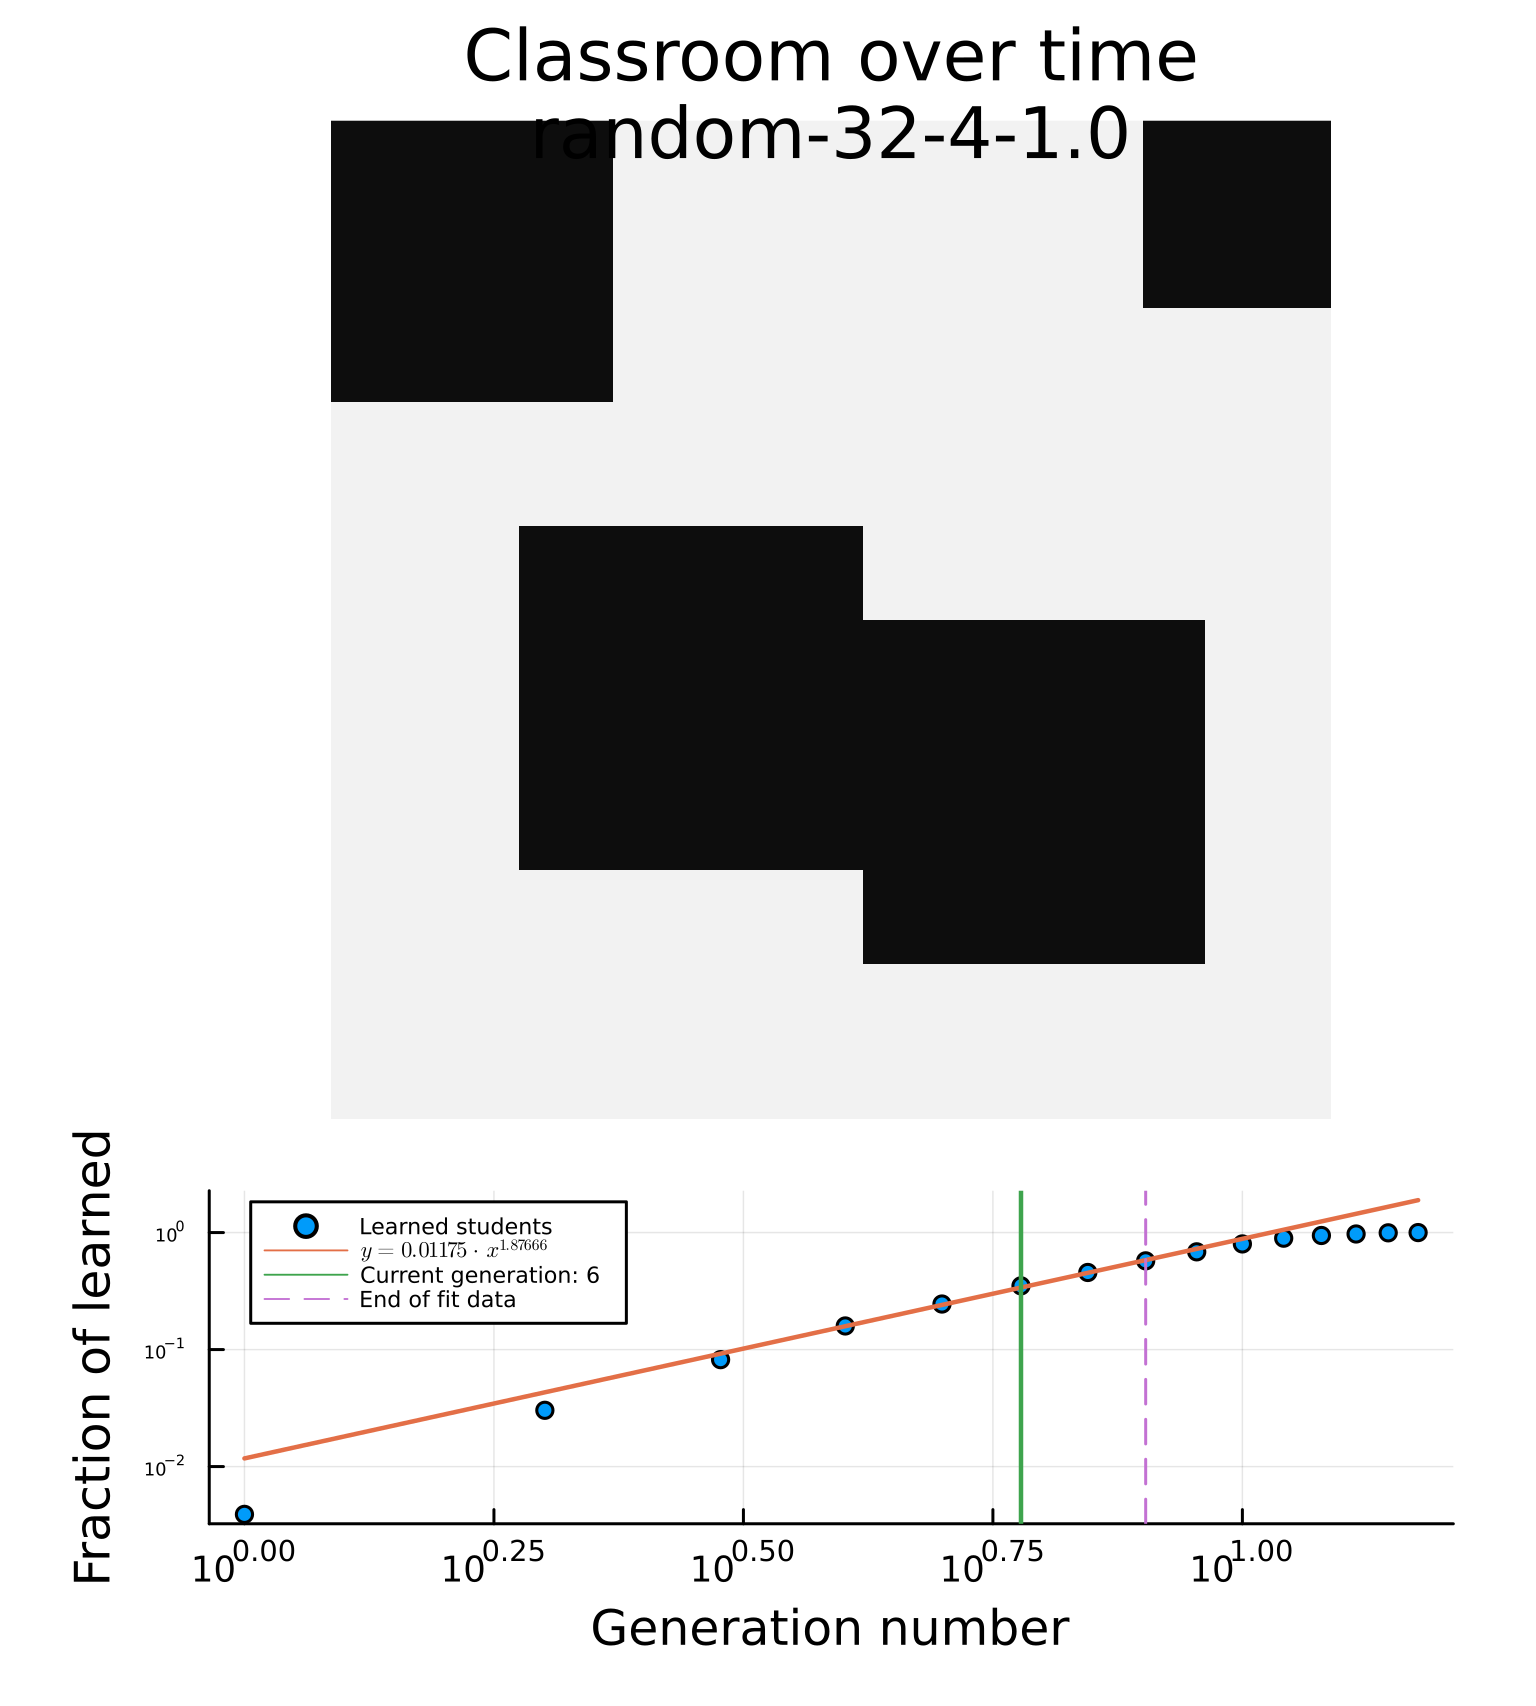 Classroom over time
random-32-4-1.0
Fraction of learned
10^0
10^−1
10^−2
Learned students
y = 0.01175 · x^1.87666
Current generation: 6
End of fit data
10^0.00 10^0.25 10^0.50 10^0.75 10^1.00
Generation number